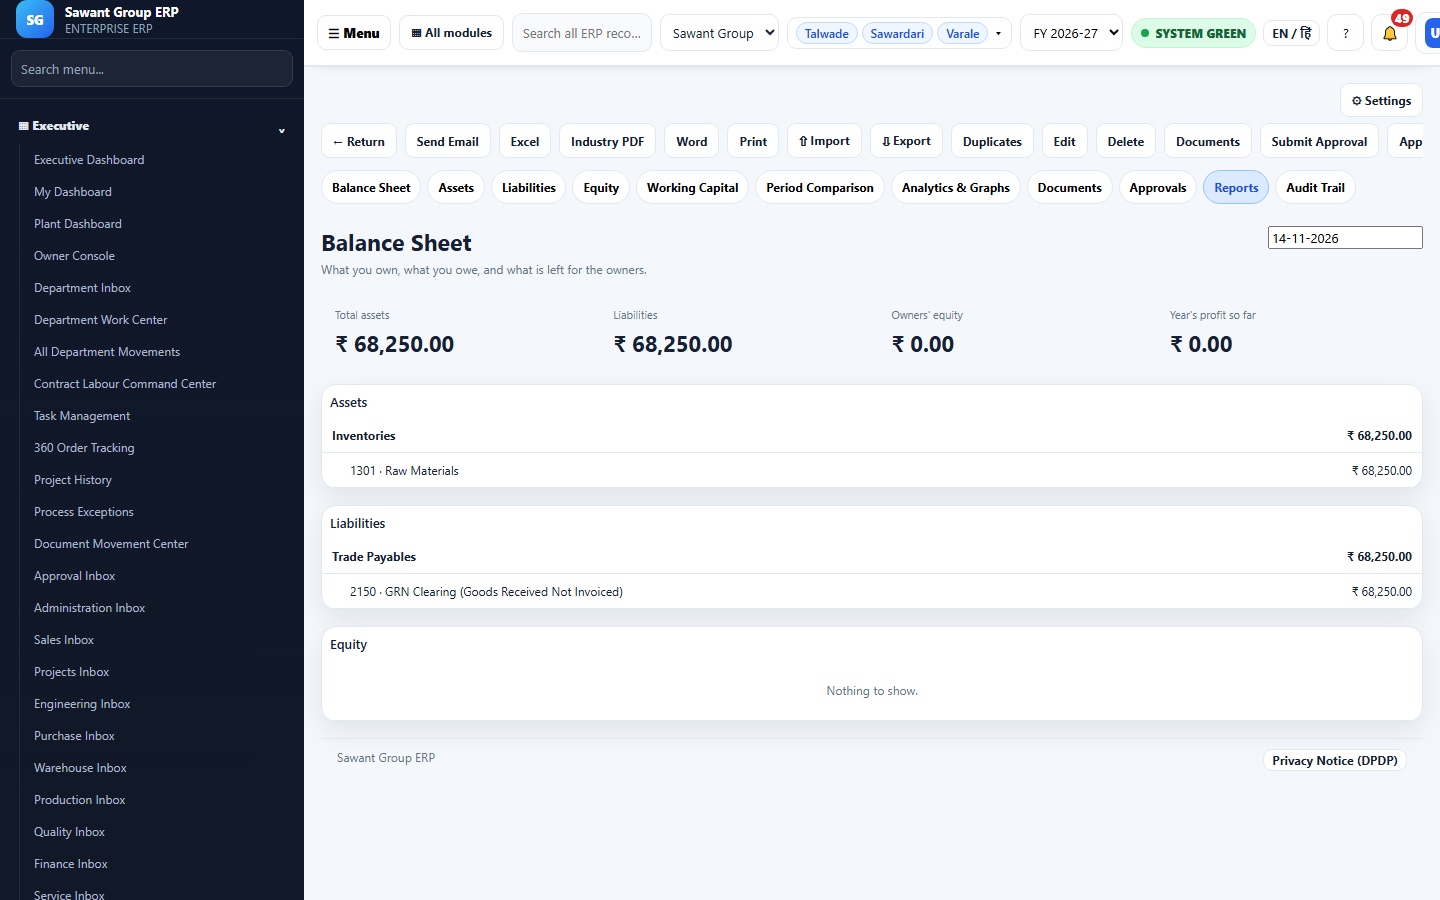 SG
Sawant Group ERP
ENTERPRISE ERP
Search menu...
Executive
Executive Dashboard
My Dashboard
Plant Dashboard
Owner Console
Department Inbox
Department Work Center
All Department Movements
Contract Labour Command Center
Task Management
360 Order Tracking
Project History
Process Exceptions
Document Movement Center
Approval Inbox
Administration Inbox
Sales Inbox
Projects Inbox
Engineering Inbox
Purchase Inbox
Warehouse Inbox
Production Inbox
Quality Inbox
Finance Inbox
Service Inbox
☰ Menu
All modules
Search all ERP reco...
Sawant Group
Talwade Sawardari Varale
FY 2026-27
SYSTEM GREEN
EN / हिं
?
49
U
⚙ Settings
← Return Send Email Excel Industry PDF Word Print ⇧ Import ⇩ Export Duplicates Edit Delete Documents Submit Approval App
Balance Sheet Assets Liabilities Equity Working Capital Period Comparison Analytics & Graphs Documents Approvals Reports Audit Trail
Balance Sheet
14-11-2026
What you own, what you owe, and what is left for the owners.
Total assets Liabilities Owners' equity Year's profit so far
₹ 68,250.00 ₹ 68,250.00 ₹ 0.00 ₹ 0.00
Assets
Inventories ₹ 68,250.00
1301 · Raw Materials ₹ 68,250.00
Liabilities
Trade Payables ₹ 68,250.00
2150 · GRN Clearing (Goods Received Not Invoiced) ₹ 68,250.00
Equity
Nothing to show.
Sawant Group ERP
Privacy Notice (DPDP)